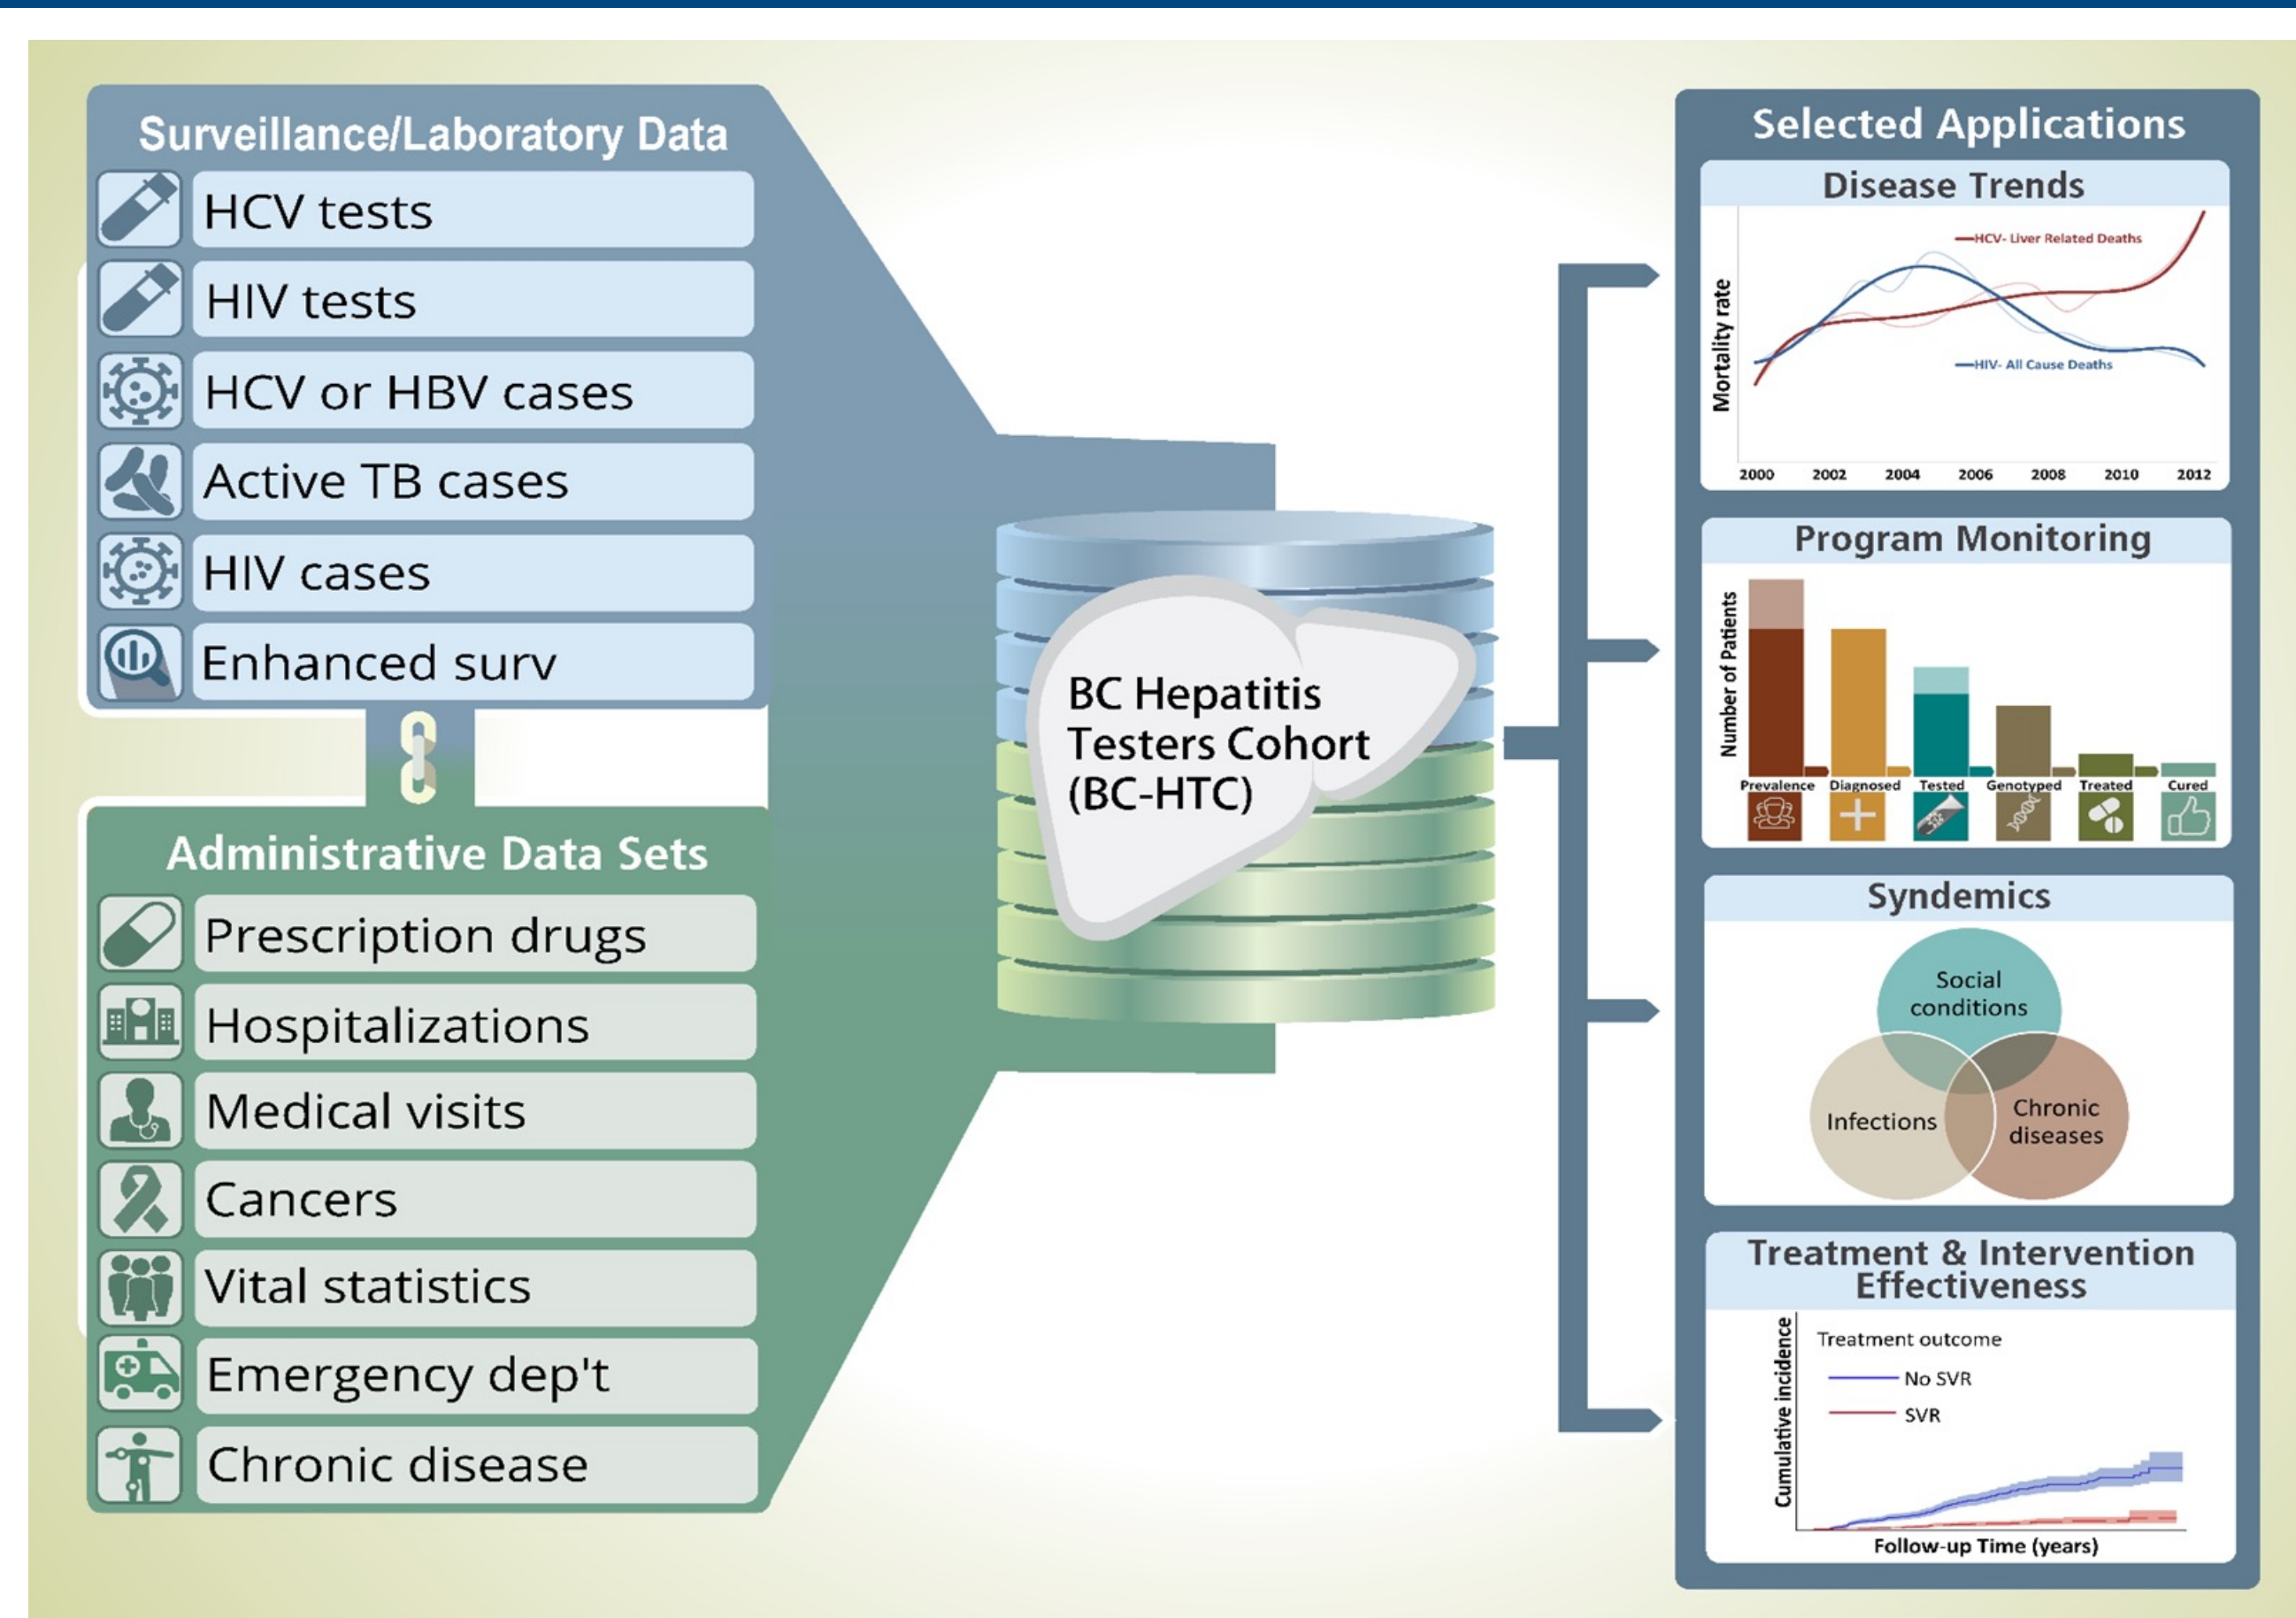 Surveillance/Laboratory Data
HCV tests
HIV tests
HCV or HBV cases
Active TB cases
HIV cases
Enhanced surv
Administrative Data Sets
Prescription drugs
Hospitalizations
Medical visits
Cancers
Vital statistics
Emergency dep't
Chronic disease
BC Hepatitis
Testers Cohort
(BC-HTC)
Selected Applications
Disease Trends
Mortality rate
HCV- Liver Related Deaths
HIV- All Cause Deaths
2000 2002 2004 2006 2008 2010 2012
Program Monitoring
Number of Patients
Prevalence Diagnosed Tested Genotyped Treated Cured
Syndemics
Social
conditions
Infections
Chronic
diseases
Treatment & Intervention
Effectiveness
Cumulative incidence
Treatment outcome
No SVR
SVR
Follow-up Time (years)